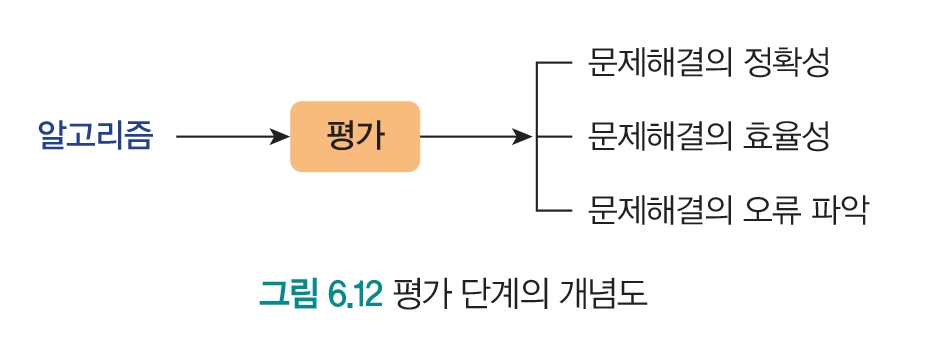 알고리즘
평가
문제해결의 정확성
문제해결의 효율성
문제해결의 오류 파악
그림 6.12 평가 단계의 개념도